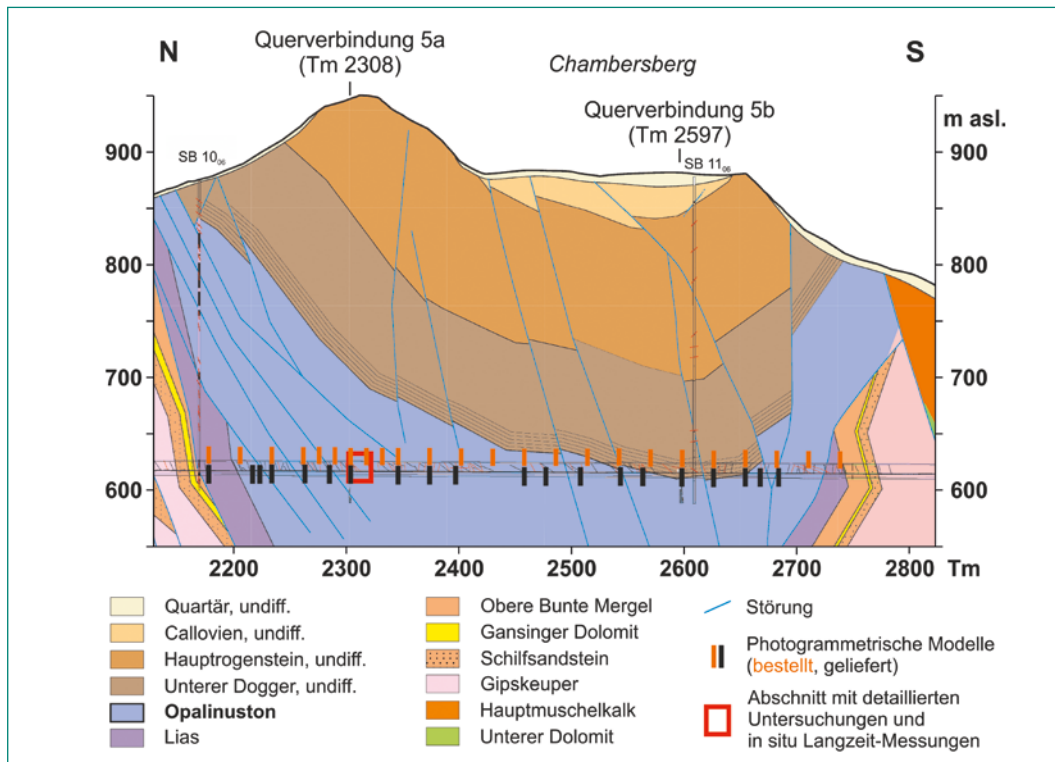 N
Querverbindung 5a
(Tm 2308)
Chambersberg
S
Querverbindung 5b
(Tm 2597)
m asl.
SB 10₀₆
SB 11₀₆
900
900
800
800
700
700
600
600
2200
2300
2400
2500
2600
2700
2800
Tm
Quartär, undiff.
Callovien, undiff.
Hauptrogenstein, undiff.
Unterer Dogger, undiff.
Opalinuston
Lias
Obere Bunte Mergel
Gansinger Dolomit
Schilfsandstein
Gipskeuper
Hauptmuschelkalk
Unterer Dolomit
Störung
Photogrammetrische Modelle
(bestellt, geliefert)
Abschnitt mit detaillierten
Untersuchungen und
in situ Langzeit-Messungen